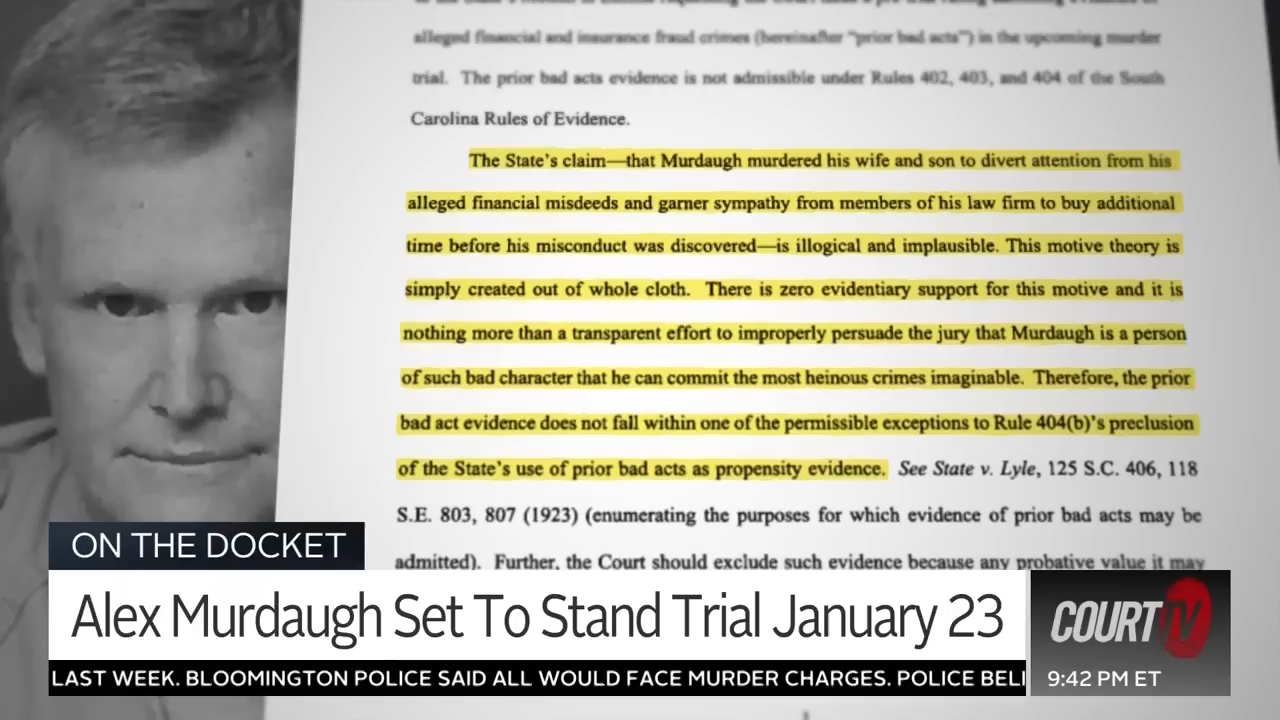 alleged financial and insurance fraud crimes (hereinafter "prior bad acts") in the upcoming murder
trial. The prior bad acts evidence is not admissible under Rules 402, 403, and 404 of the South
Carolina Rules of Evidence.
The State's claim—that Murdaugh murdered his wife and son to divert attention from his
alleged financial misdeeds and garner sympathy from members of his law firm to buy additional
time before his misconduct was discovered—is illogical and implausible. This motive theory is
simply created out of whole cloth. There is zero evidentiary support for this motive and it is
nothing more than a transparent effort to improperly persuade the jury that Murdaugh is a person
of such bad character that he can commit the most heinous crimes imaginable. Therefore, the prior
bad act evidence does not fall within one of the permissible exceptions to Rule 404(b)'s preclusion
of the State's use of prior bad acts as propensity evidence. See State v. Lyle, 125 S.C. 406, 118
S.E. 803, 807 (1923) (enumerating the purposes for which evidence of prior bad acts may be
admitted). Further, the Court should exclude such evidence because any probative value it may
ON THE DOCKET
Alex Murdaugh Set To Stand Trial January 23
COURT TV
LAST WEEK. BLOOMINGTON POLICE SAID ALL WOULD FACE MURDER CHARGES. POLICE BELI
9:42 PM ET